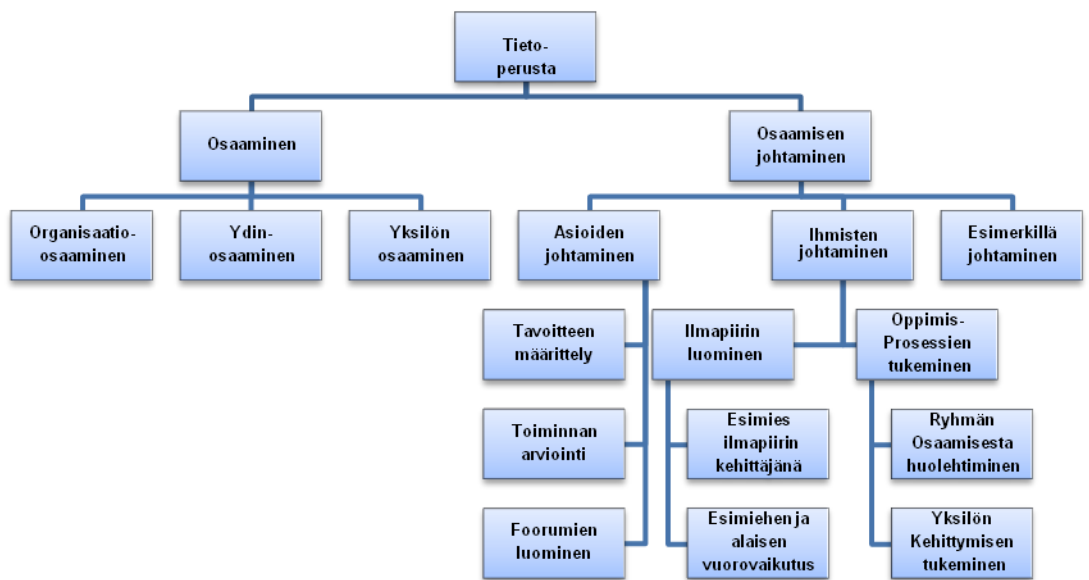 Tieto-
perusta
Osaaminen
Osaamisen
johtaminen
Organisaatio-
osaaminen
Ydin-
osaaminen
Yksilön
osaaminen
Asioiden
johtaminen
Ihmisten
johtaminen
Esimerkillä
johtaminen
Tavoitteen
määrittely
Ilmapiirin
luominen
Oppimis-
Prosessien
tukeminen
Toiminnan
arviointi
Esimies
ilmapiirin
kehittäjänä
Ryhmän
Osaamisesta
huolehtiminen
Foorumien
luominen
Esimiehen ja
alaisen
vuorovaikutus
Yksilön
Kehittymisen
tukeminen